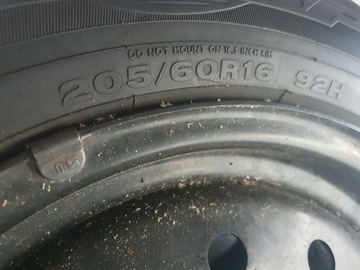 DO NOT MOUNT ON 16.5 INCH RIM
205/60R16 92H